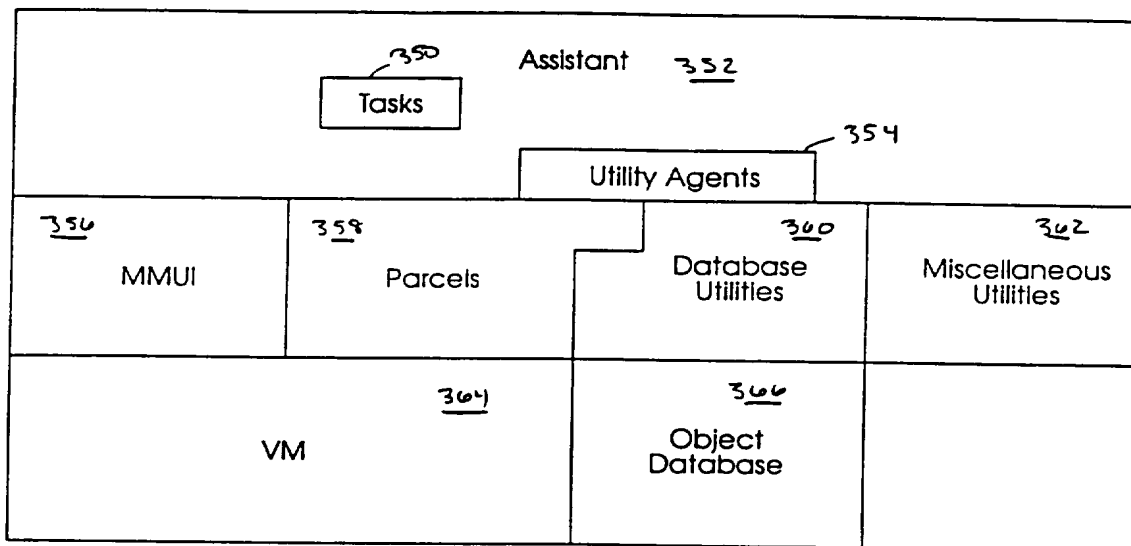 350
Assistant 352
Tasks
354
Utility Agents
356 358 360 362
MMUI Parcels Database Utilities Miscellaneous Utilities
364 366
VM Object Database